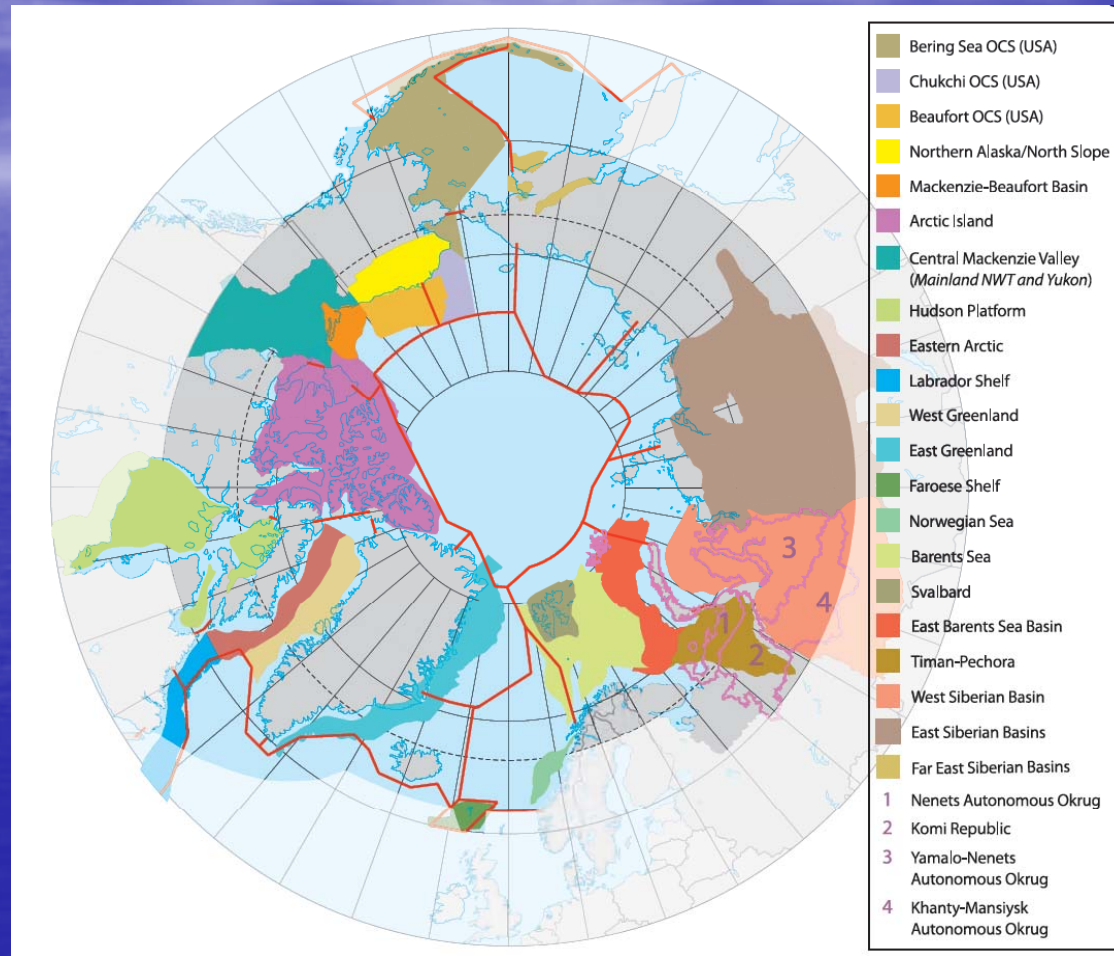 Bering Sea OCS (USA)
Chukchi OCS (USA)
Beaufort OCS (USA)
Northern Alaska/North Slope
Mackenzie-Beaufort Basin
Arctic Island
Central Mackenzie Valley
(Mainland NWT and Yukon)
Hudson Platform
Eastern Arctic
Labrador Shelf
West Greenland
East Greenland
Faroese Shelf
Norwegian Sea
Barents Sea
Svalbard
East Barents Sea Basin
Timan-Pechora
West Siberian Basin
East Siberian Basins
Far East Siberian Basins
1 Nenets Autonomous Okrug
2 Komi Republic
3 Yamalo-Nenets
Autonomous Okrug
4 Khanty-Mansiysk
Autonomous Okrug
3
4
1
2